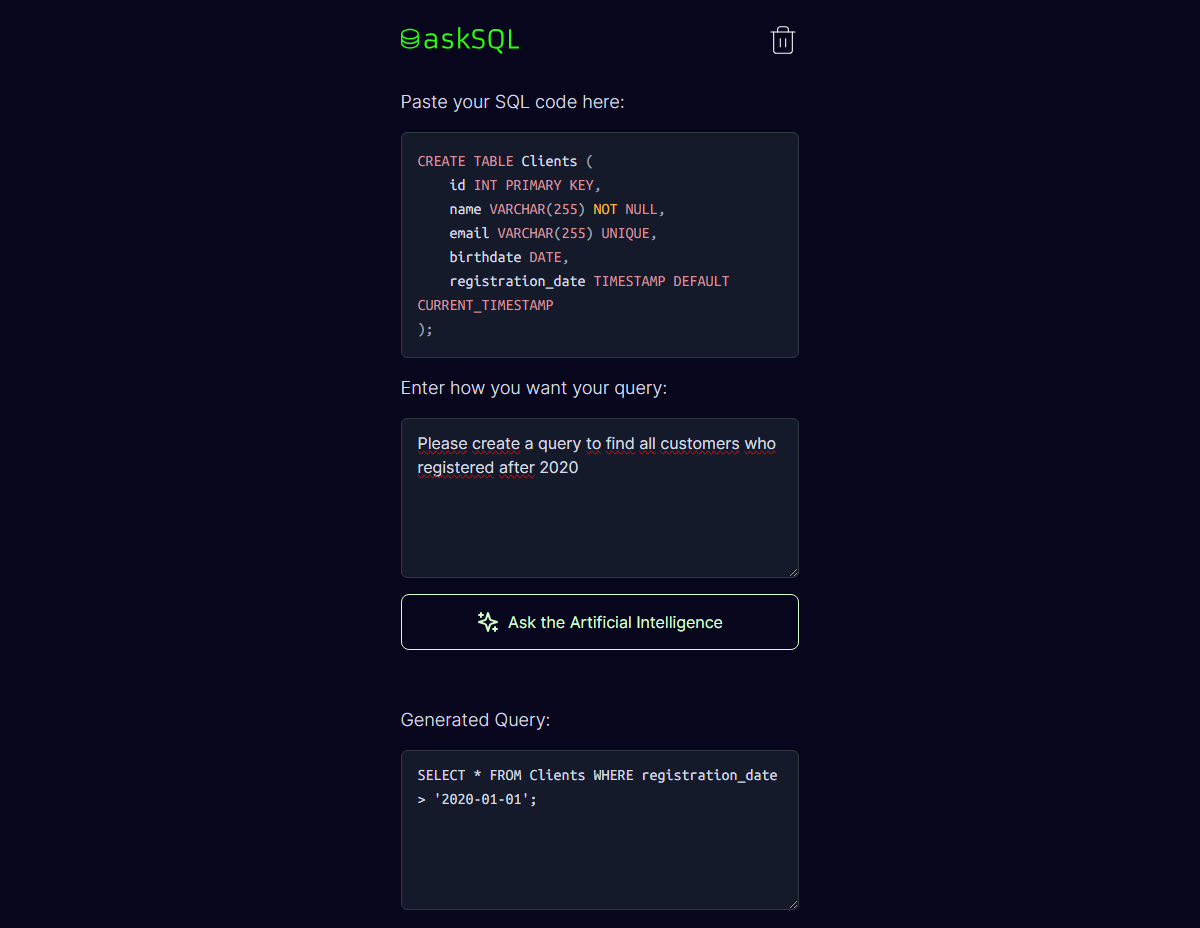 askSQL
Paste your SQL code here:
CREATE TABLE Clients (
    id INT PRIMARY KEY,
    name VARCHAR(255) NOT NULL,
    email VARCHAR(255) UNIQUE,
    birthdate DATE,
    registration_date TIMESTAMP DEFAULT
CURRENT_TIMESTAMP
);
Enter how you want your query:
Please create a query to find all customers who
registered after 2020
Ask the Artificial Intelligence
Generated Query:
SELECT * FROM Clients WHERE registration_date
> '2020-01-01';